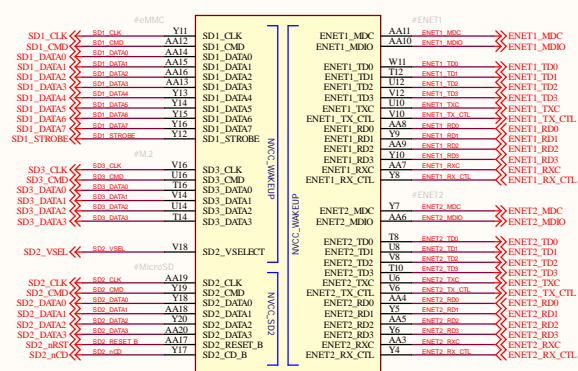 #eMMC
SD1_CLK SD1_CLK Y11 SD1_CLK
SD1_CMD SD1_CMD AA12 SD1_CMD
SD1_DATA0 SD1_DATA0 AA14 SD1_DATA0
SD1_DATA1 SD1_DATA1 AA15 SD1_DATA1
SD1_DATA2 SD1_DATA2 AA16 SD1_DATA2
SD1_DATA3 SD1_DATA3 AA13 SD1_DATA3
SD1_DATA4 SD1_DATA4 Y13 SD1_DATA4
SD1_DATA5 SD1_DATA5 Y14 SD1_DATA5
SD1_DATA6 SD1_DATA6 Y15 SD1_DATA6
SD1_DATA7 SD1_DATA7 Y16 SD1_DATA7
SD1_STROBE SD1_STROBE Y12 SD1_STROBE
#M.2
SD3_CLK SD3_CLK V16 SD3_CLK
SD3_CMD SD3_CMD U16 SD3_CMD
SD3_DATA0 SD3_DATA0 T16 SD3_DATA0
SD3_DATA1 SD3_DATA1 V14 SD3_DATA1
SD3_DATA2 SD3_DATA2 U14 SD3_DATA2
SD3_DATA3 SD3_DATA3 T14 SD3_DATA3
SD2_VSEL SD2_VSEL V18 SD2_VSELECT
#MicroSD
SD2_CLK SD2_CLK AA19 SD2_CLK
SD2_CMD SD2_CMD Y19 SD2_CMD
SD2_DATA0 SD2_DATA0 Y18 SD2_DATA0
SD2_DATA1 SD2_DATA1 AA18 SD2_DATA1
SD2_DATA2 SD2_DATA2 Y20 SD2_DATA2
SD2_DATA3 SD2_DATA3 AA20 SD2_DATA3
SD2_nRST SD2_RESET_B AA17 SD2_RESET_B
SD2_nCD SD2_nCD Y17 SD2_CD_B
NVCC_WAKEUP
NVCC_SD2
NVCC_WAKEUP
#ENET1
ENET1_MDC AA11 ENET1_MDC ENET1_MDC
ENET1_MDIO AA10 ENET1_MDIO ENET1_MDIO
ENET1_TD0 W11 ENET1_TD0 ENET1_TD0
ENET1_TD1 T12 ENET1_TD1 ENET1_TD1
ENET1_TD2 U12 ENET1_TD2 ENET1_TD2
ENET1_TD3 V12 ENET1_TD3 ENET1_TD3
ENET1_TXC U10 ENET1_TXC ENET1_TXC
ENET1_TX_CTL V10 ENET1_TX_CTL ENET1_TX_CTL
ENET1_RD0 AA8 ENET1_RD0 ENET1_RD0
ENET1_RD1 Y9 ENET1_RD1 ENET1_RD1
ENET1_RD2 AA9 ENET1_RD2 ENET1_RD2
ENET1_RD3 Y10 ENET1_RD3 ENET1_RD3
ENET1_RXC AA7 ENET1_RXC ENET1_RXC
ENET1_RX_CTL Y8 ENET1_RX_CTL ENET1_RX_CTL
#ENET2
ENET2_MDC Y7 ENET2_MDC ENET2_MDC
ENET2_MDIO AA6 ENET2_MDIO ENET2_MDIO
ENET2_TD0 T8 ENET2_TD0 ENET2_TD0
ENET2_TD1 U8 ENET2_TD1 ENET2_TD1
ENET2_TD2 V8 ENET2_TD2 ENET2_TD2
ENET2_TD3 T10 ENET2_TD3 ENET2_TD3
ENET2_TXC U6 ENET2_TXC ENET2_TXC
ENET2_TX_CTL V6 ENET2_TX_CTL ENET2_TX_CTL
ENET2_RD0 AA4 ENET2_RD0 ENET2_RD0
ENET2_RD1 Y5 ENET2_RD1 ENET2_RD1
ENET2_RD2 AA5 ENET2_RD2 ENET2_RD2
ENET2_RD3 Y6 ENET2_RD3 ENET2_RD3
ENET2_RXC AA3 ENET2_RXC ENET2_RXC
ENET2_RX_CTL Y4 ENET2_RX_CTL ENET2_RX_CTL